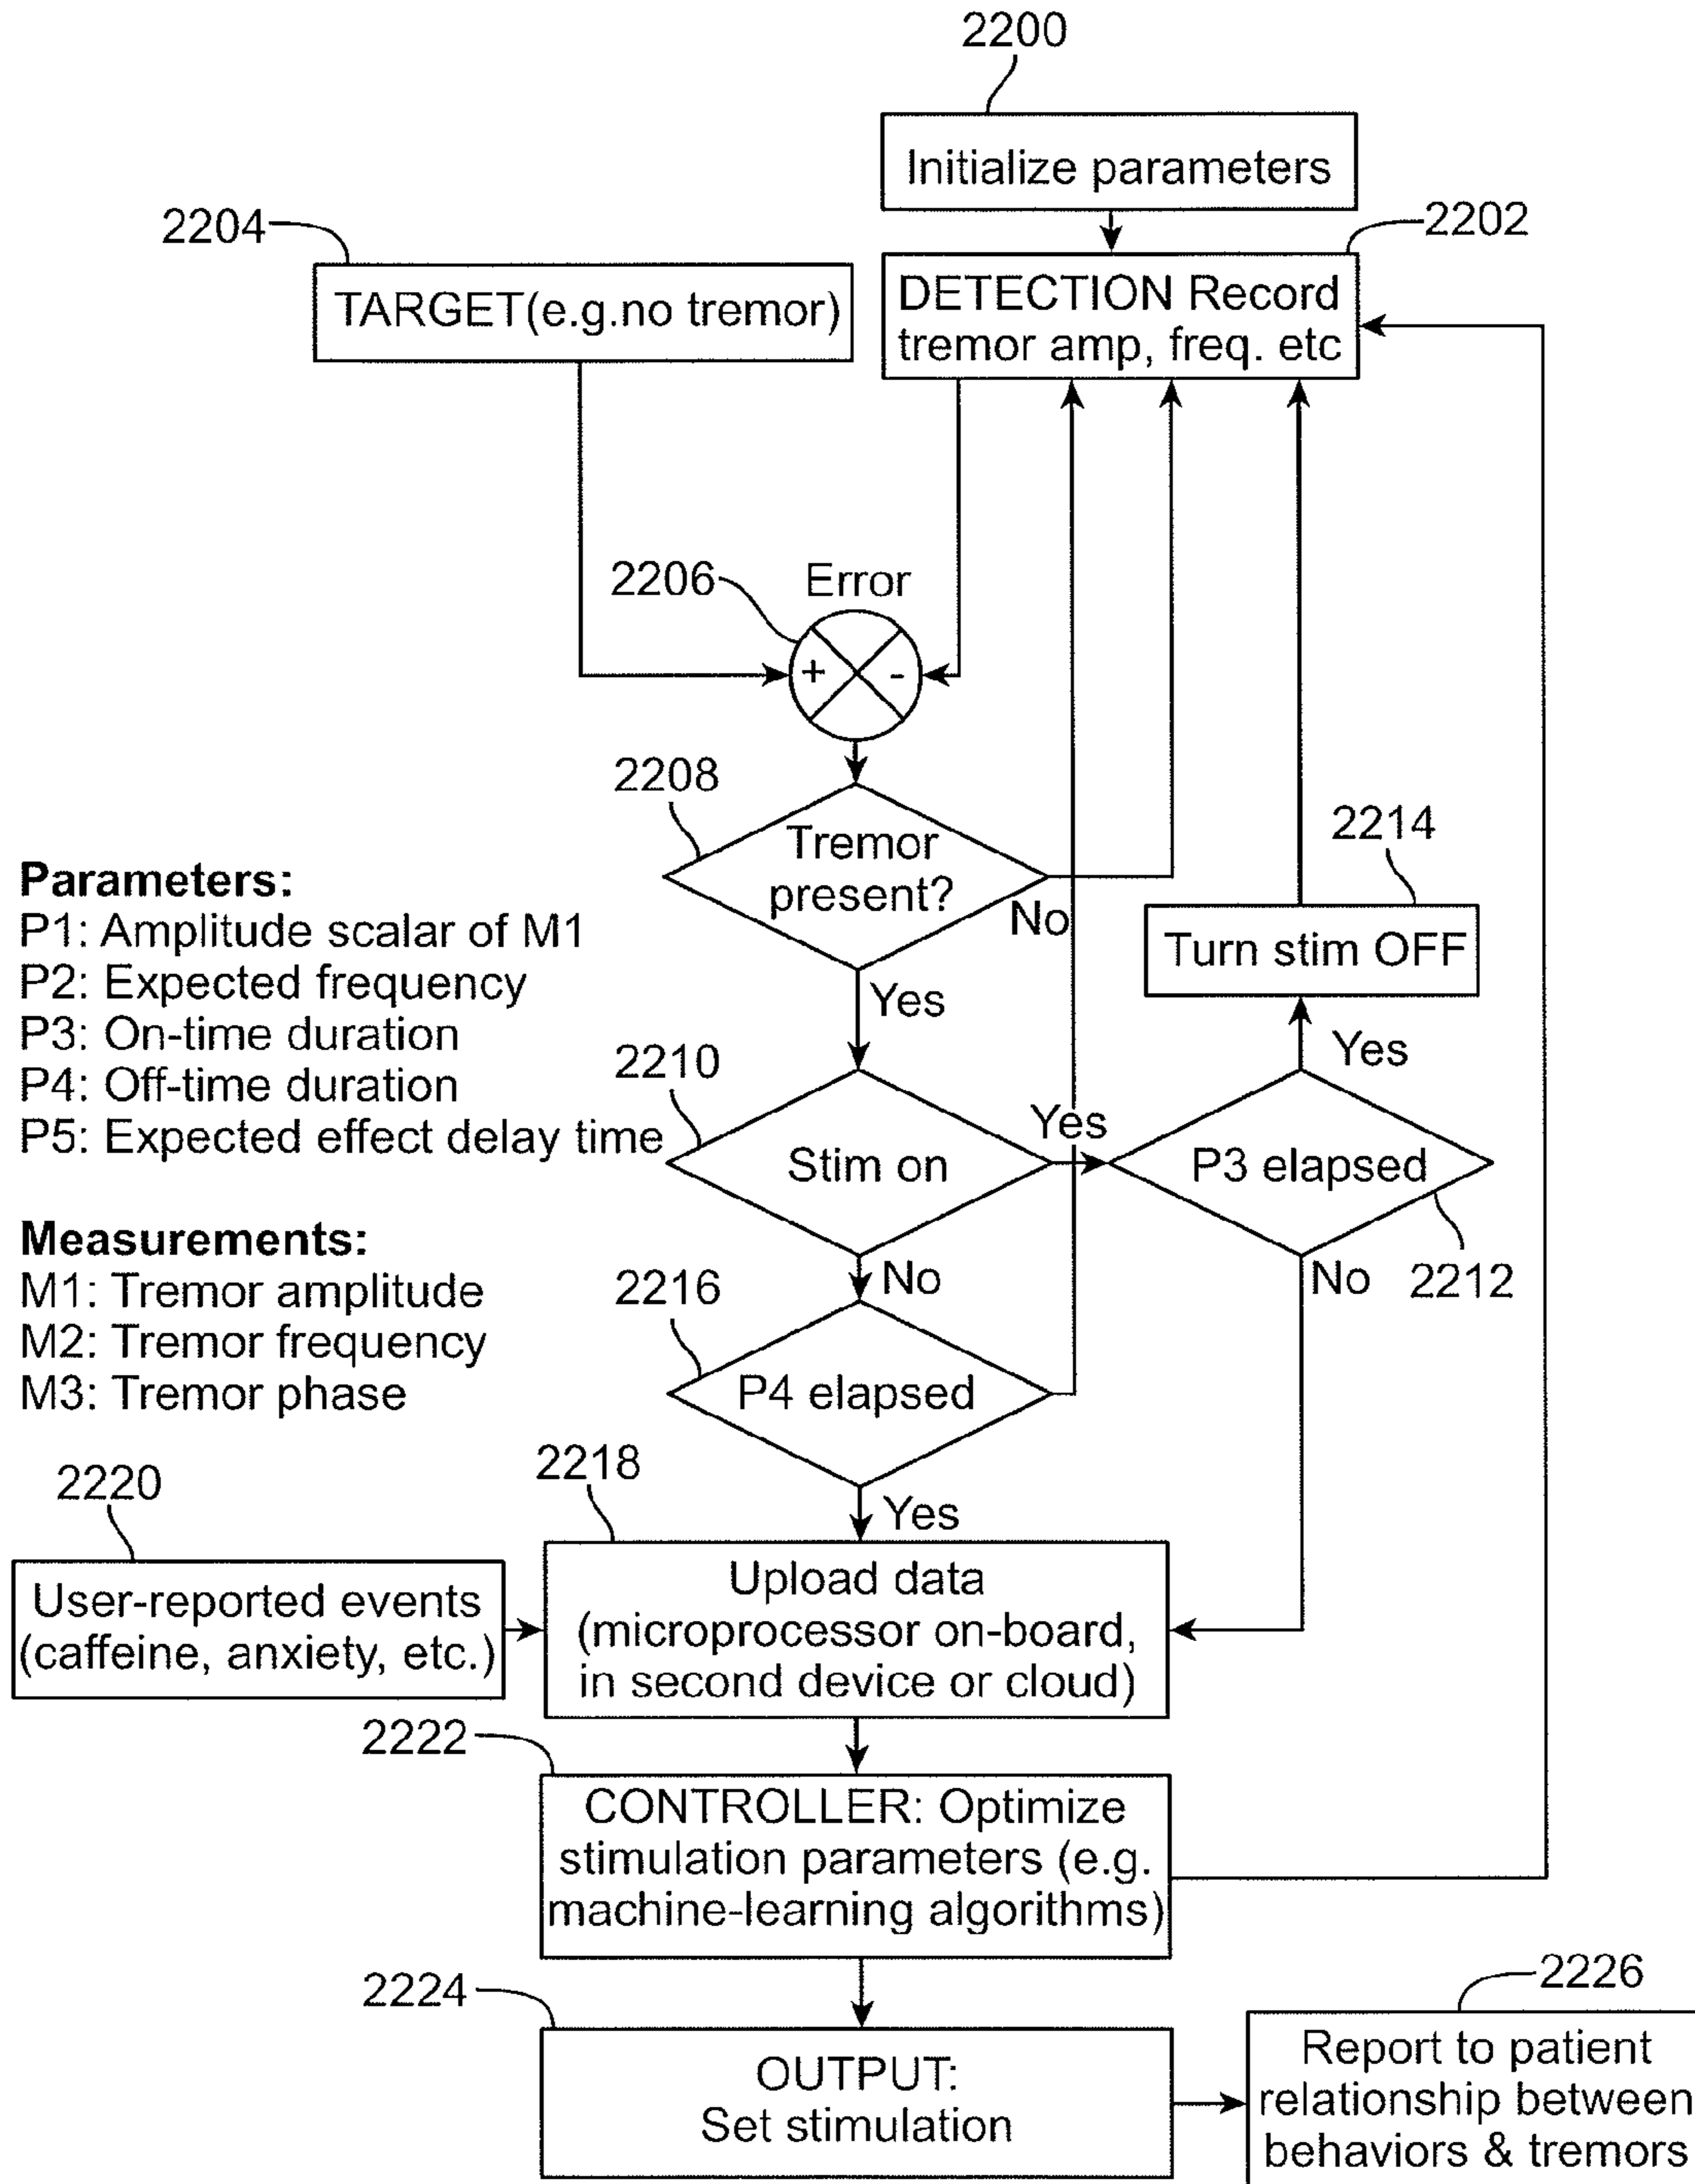 2200
Initialize parameters
2202
2204
TARGET(e.g.no tremor)
DETECTION Record
tremor amp, freq. etc
2206
Error
+
-
2208
Tremor
present?
No
Yes
2214
Turn stim OFF
Yes
Parameters:
P1: Amplitude scalar of M1
P2: Expected frequency
P3: On-time duration
P4: Off-time duration
P5: Expected effect delay time
2210
Stim on
Yes
P3 elapsed
2212
No
No
Measurements:
M1: Tremor amplitude
M2: Tremor frequency
M3: Tremor phase
2216
P4 elapsed
Yes
2218
2220
User-reported events
(caffeine, anxiety, etc.)
Upload data
(microprocessor on-board,
in second device or cloud)
2222
CONTROLLER: Optimize
stimulation parameters (e.g.
machine-learning algorithms)
2224
OUTPUT:
Set stimulation
2226
Report to patient
relationship between
behaviors & tremors